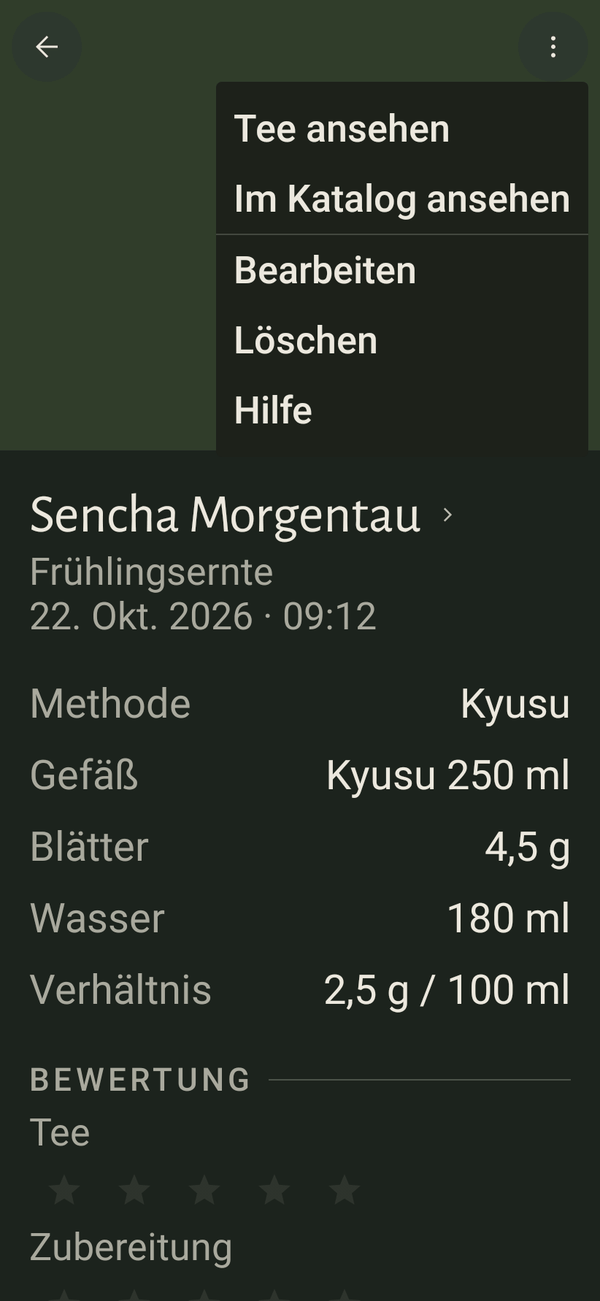 Tee ansehen
Im Katalog ansehen
Bearbeiten
Löschen
Hilfe
Sencha Morgentau
Frühlingsernte
22. Okt. 2026 · 09:12
Methode Kyusu
Gefäß Kyusu 250 ml
Blätter 4,5 g
Wasser 180 ml
Verhältnis 2,5 g / 100 ml
BEWERTUNG
Tee
Zubereitung